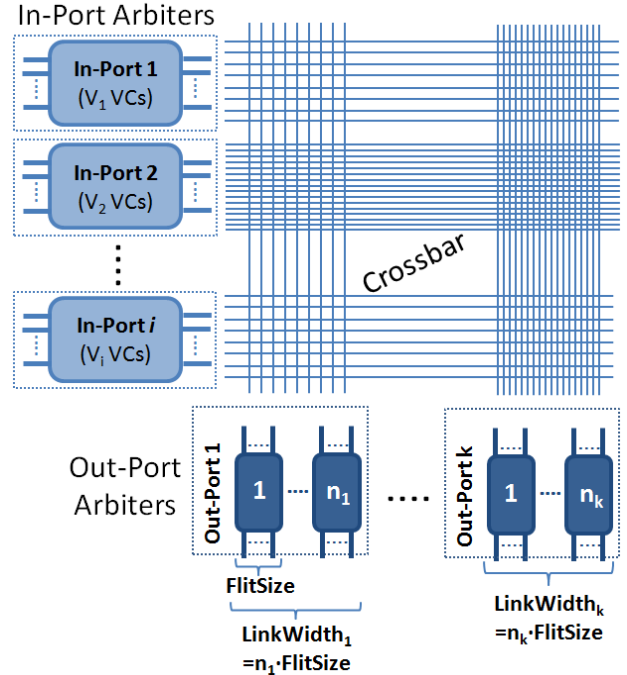 In-Port Arbiters
In-Port 1
(V₁ VCs)
In-Port 2
(V₂ VCs)
In-Port i
(Vᵢ VCs)
Crossbar
Out-Port
Arbiters
Out-Port 1
1
n₁
Out-Port k
1
nₖ
FlitSize
LinkWidth₁
=n₁·FlitSize
LinkWidthₖ
=nₖ·FlitSize